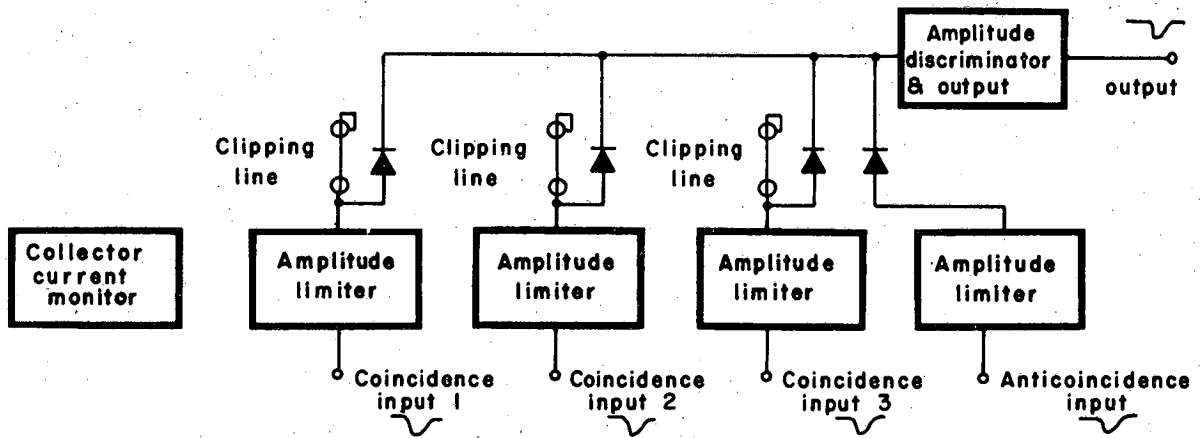 Amplitude
discriminator
& output
output
Clipping
line
Clipping
line
Clipping
line
Collector
current
monitor
Amplitude
limiter
Amplitude
limiter
Amplitude
limiter
Amplitude
limiter
Coincidence
input 1
Coincidence
input 2
Coincidence
input 3
Anticoincidence
input